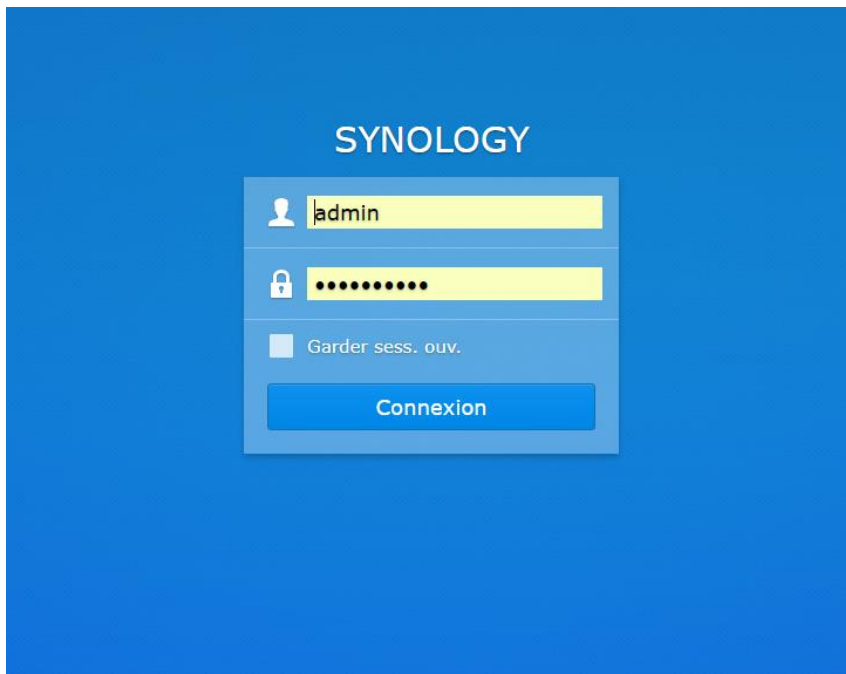 SYNOLOGY
admin
••••••••••
Garder sess. ouv.
Connexion